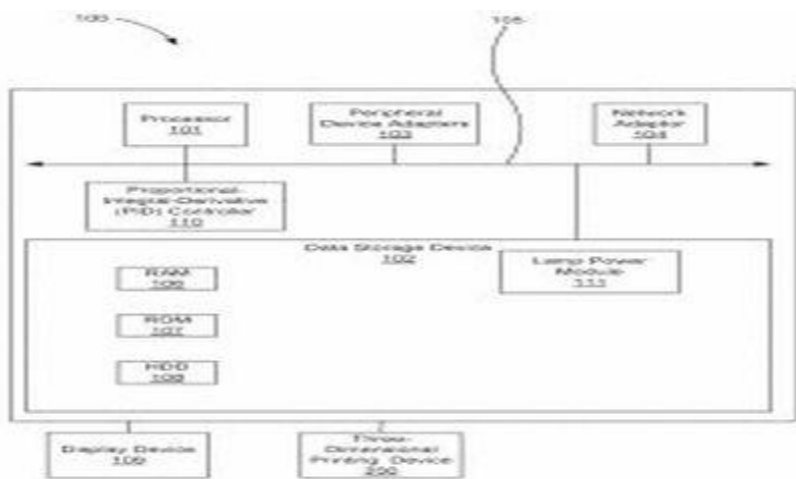 100
105
Processor
101
Peripheral
Device Adapters
103
Network
Adapter
104
Proportional-
Integral-Derivative
(PID) Controller
110
Data Storage Device
102
Lamp Power
Module
111
RAM
106
ROM
107
HDD
108
Display Device
109
Three-
Dimensional
Printing Device
200